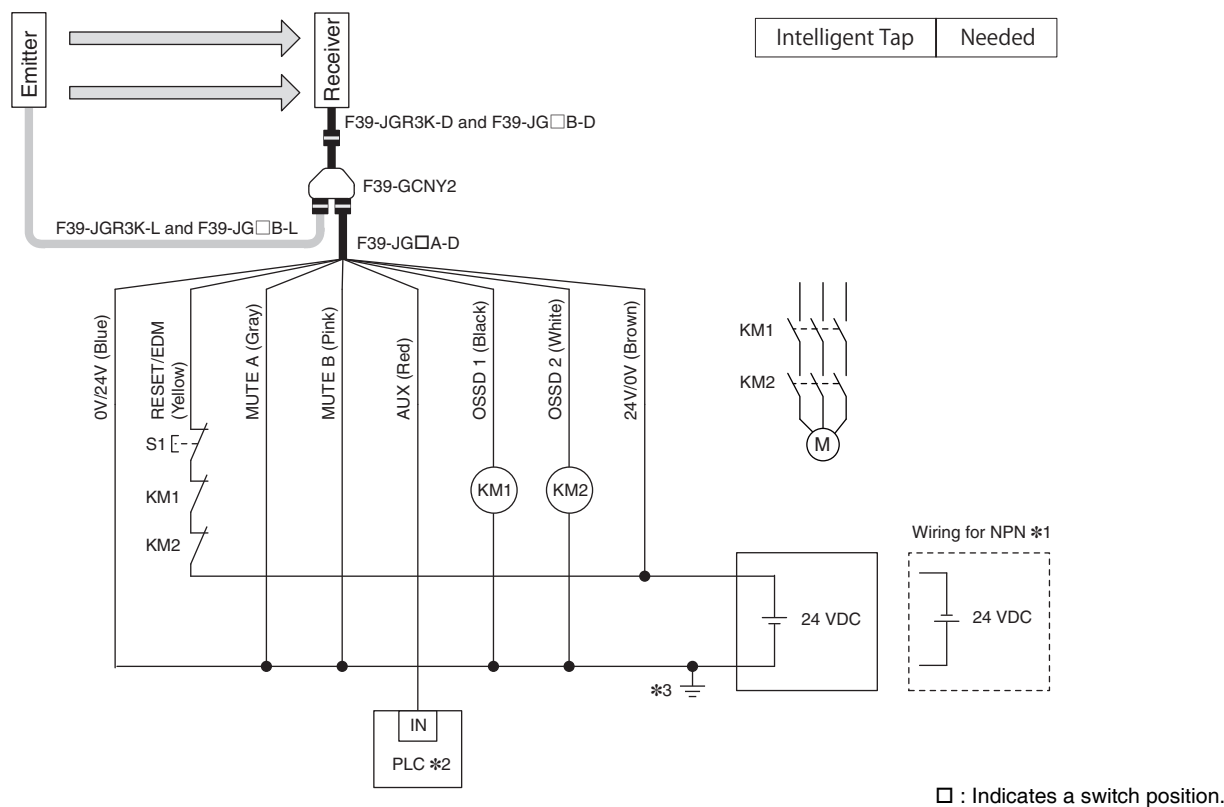 Emitter
Receiver
Intelligent Tap Needed
F39-JGR3K-D and F39-JG□B-D
F39-GCNY2
F39-JGR3K-L and F39-JG□B-L
F39-JG□A-D
0V/24V (Blue)
RESET/EDM
(Yellow)
MUTE A (Gray)
MUTE B (Pink)
AUX (Red)
OSSD 1 (Black)
OSSD 2 (White)
24V/0V (Brown)
KM1
KM2
M
S1
KM1
KM2
KM1
KM2
Wiring for NPN ✽1
24 VDC
24 VDC
✽3
IN
PLC ✽2
□ : Indicates a switch position.